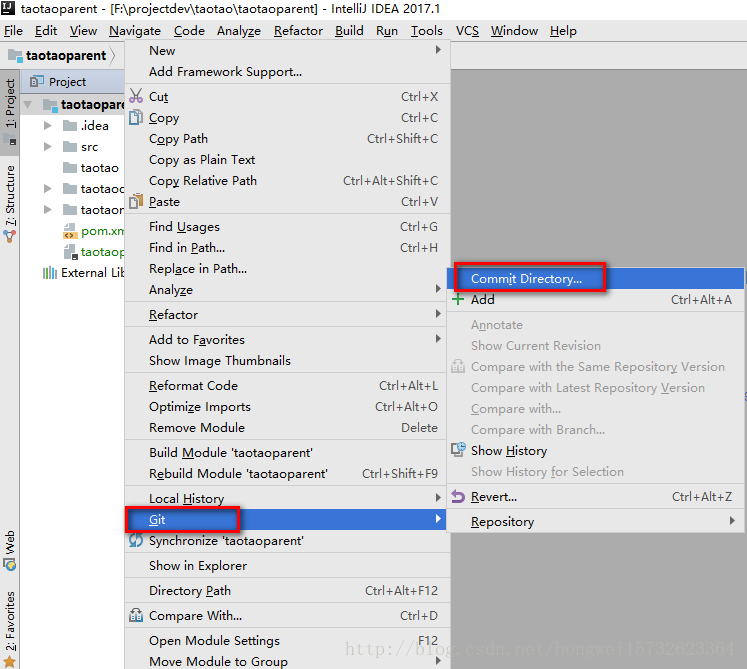 taotaoparent - [F:\projectdev\taotao\taotaoparent] - IntelliJ IDEA 2017.1
File Edit View Navigate Code Analyze Refactor Build Run Tools VCS Window Help
taotaoparent
Project
taotaopare
.idea
src
taotao
taotaoc
taotaom
pom.xm
taotaop
External Lib
1: Project
7: Structure
Web
2: Favorites
New
Add Framework Support...
Cut Ctrl+X
Copy Ctrl+C
Copy Path Ctrl+Shift+C
Copy as Plain Text
Copy Relative Path Ctrl+Alt+Shift+C
Paste Ctrl+V
Find Usages Ctrl+G
Find in Path... Ctrl+H
Replace in Path...
Analyze
Refactor
Add to Favorites
Show Image Thumbnails
Reformat Code Ctrl+Alt+L
Optimize Imports Ctrl+Alt+O
Remove Module Delete
Build Module 'taotaoparent'
Rebuild Module 'taotaoparent' Ctrl+Shift+F9
Local History
Git
Synchronize 'taotaoparent'
Show in Explorer
Directory Path Ctrl+Alt+F12
Compare With... Ctrl+D
Open Module Settings F12
Move Module to Group
Commit Directory...
Add Ctrl+Alt+A
Annotate
Show Current Revision
Compare with the Same Repository Version
Compare with Latest Repository Version
Compare with...
Compare with Branch...
Show History
Show History for Selection
Revert... Ctrl+Alt+Z
Repository
http://blog.csdn.net/hongwei15732623364